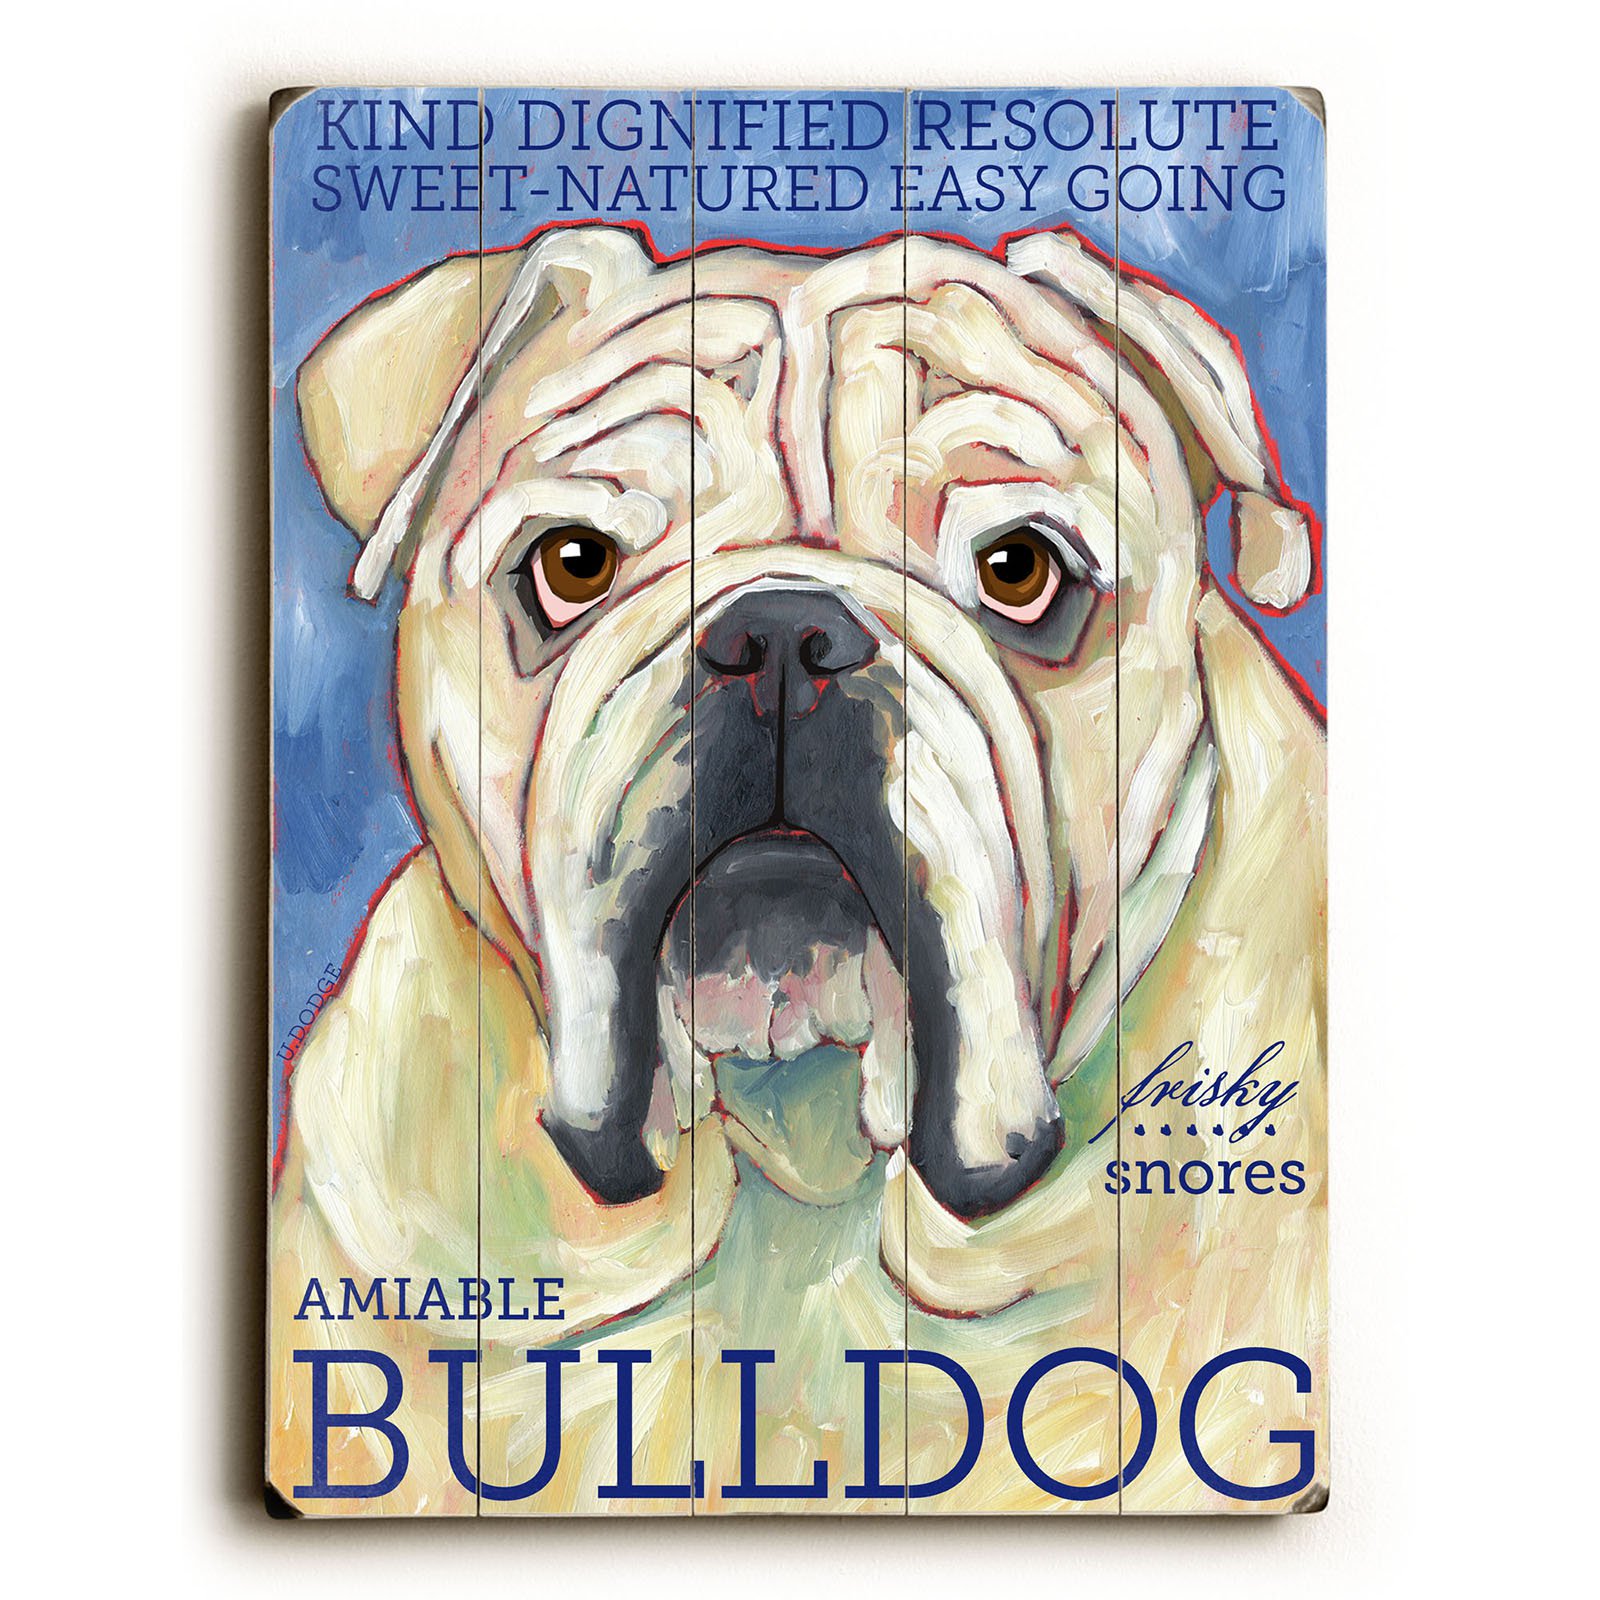 KIND DIGNIFIED RESOLUTE
SWEET-NATURED EASY GOING
U.DODGE
frisky
snores
AMIABLE
BULLDOG